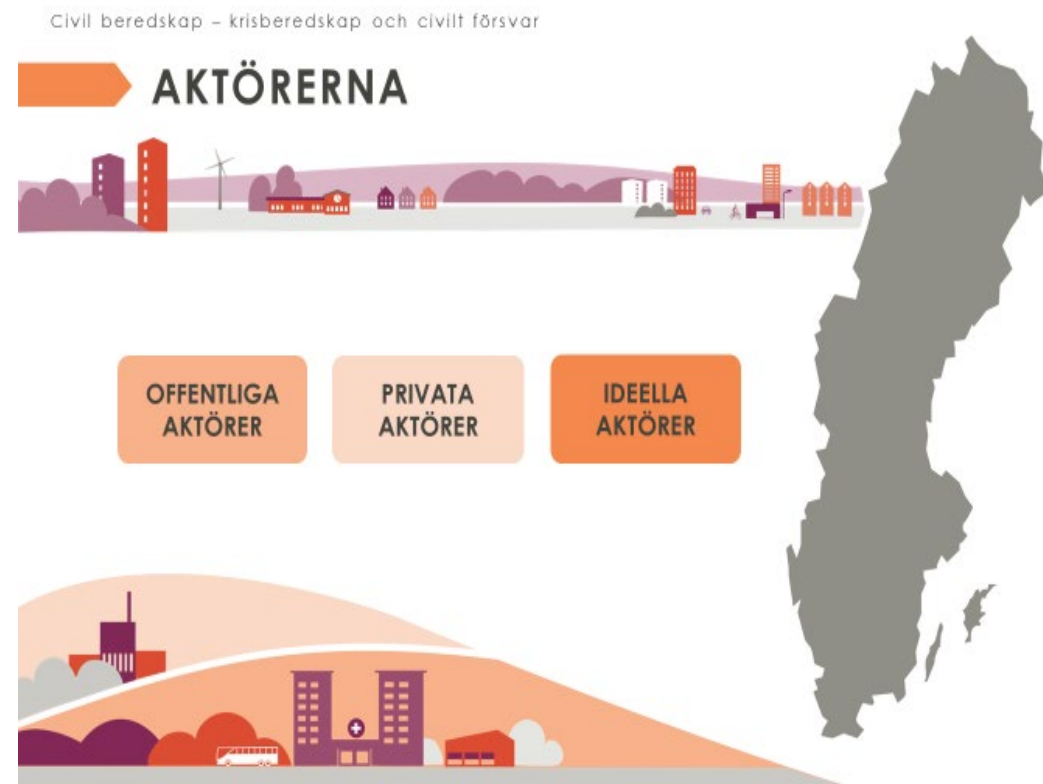 Civil beredskap – krisberedskap och civilt försvar
AKTÖRERNA
OFFENTLIGA
AKTÖRER
PRIVATA
AKTÖRER
IDEELLA
AKTÖRER